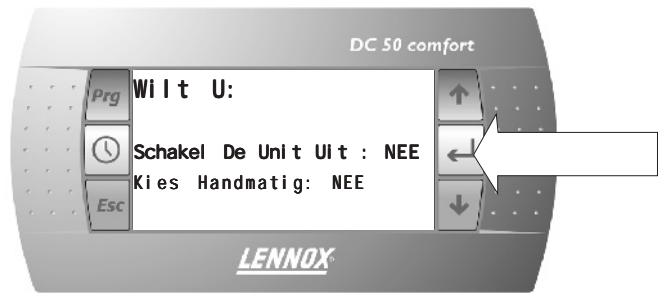 DC 50 comfort
Prg
Wilt U:
Schakel De Unit Uit : NEE
Kies Handmatig: NEE
Esc
LENNOX